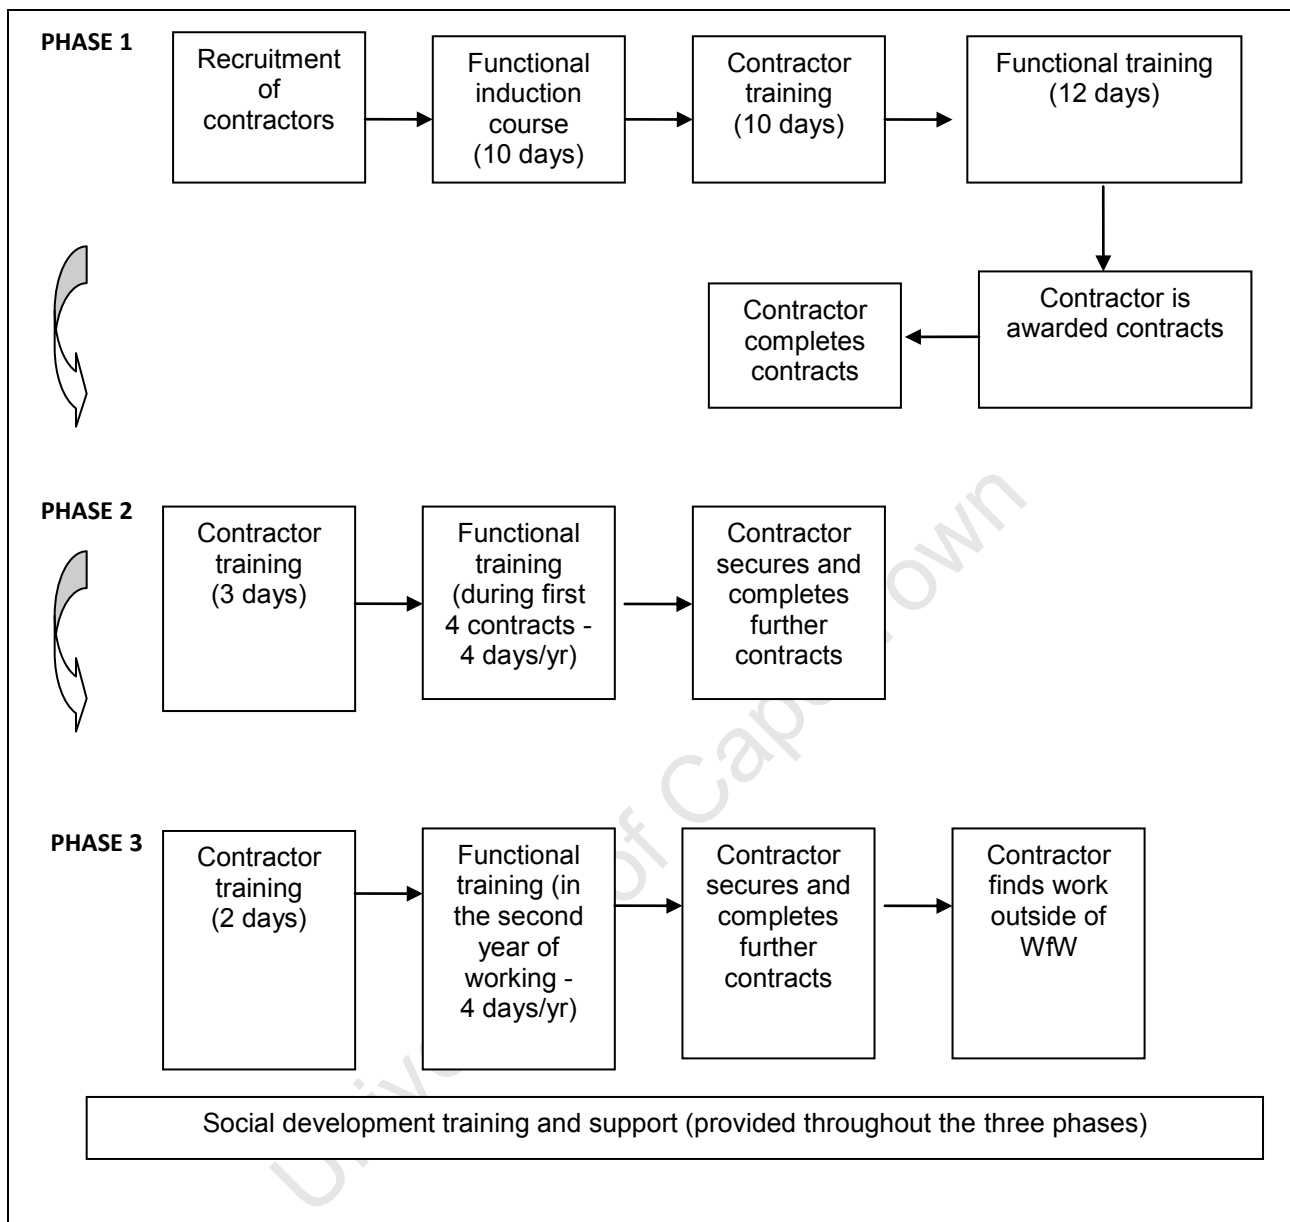 PHASE 1
Recruitment
of
contractors
Functional
induction
course
(10 days)
Contractor
training
(10 days)
Functional training
(12 days)
Contractor is
awarded contracts
Contractor
completes
contracts
PHASE 2
Contractor
training
(3 days)
Functional
training
(during first
4 contracts -
4 days/yr)
Contractor
secures and
completes
further
contracts
PHASE 3
Contractor
training
(2 days)
Functional
training (in
the second
year of
working -
4 days/yr)
Contractor
secures and
completes
further
contracts
Contractor
finds work
outside of
WfW
Social development training and support (provided throughout the three phases)